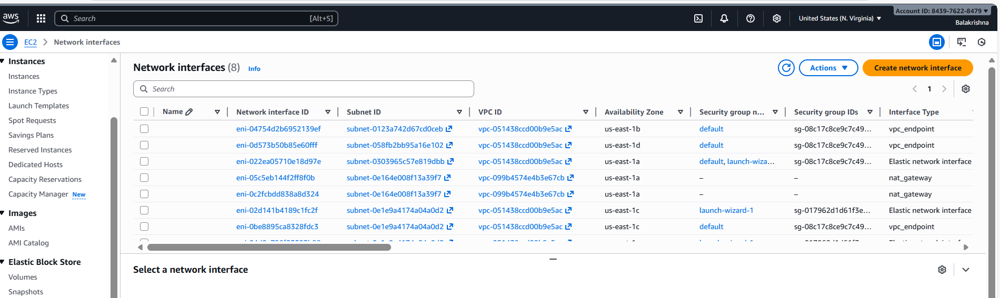 aws
Search [Alt+S]
United States (N. Virginia)
Account ID: 8439-7622-8479
Balakrishna
EC2 Network interfaces
Instances
Instances
Instance Types
Launch Templates
Spot Requests
Savings Plans
Reserved Instances
Dedicated Hosts
Capacity Reservations
Capacity Manager New
Images
AMIs
AMI Catalog
Elastic Block Store
Volumes
Snapshots
Network interfaces (8) Info
Actions
Create network interface
Search
1
Name Network interface ID Subnet ID VPC ID Availability Zone Security group n... Security group IDs Interface Type
eni-04754d2b6952139ef subnet-0123a742d67cd0ceb vpc-051438ccd00b9e5ac us-east-1b default sg-08c17c8ce9c7c49... vpc_endpoint
eni-0d573b50b85e60fff subnet-058fb2bb95a16e102 vpc-051438ccd00b9e5ac us-east-1d default sg-08c17c8ce9c7c49... vpc_endpoint
eni-022ea05710e18d97e subnet-0303965c57e819dbb vpc-051438ccd00b9e5ac us-east-1a default, launch-wiza... sg-08c17c8ce9c7c49... Elastic network interface
eni-05c5eb144f2ff8f0b subnet-0e164e008f13a39f7 vpc-099b4574e4b3e67cb us-east-1a – – nat_gateway
eni-0c2fcbdd838a8d324 subnet-0e164e008f13a39f7 vpc-099b4574e4b3e67cb us-east-1a – – nat_gateway
eni-02d141b4189c1fc2f subnet-0e1e9a4174a04a0d2 vpc-051438ccd00b9e5ac us-east-1c launch-wizard-1 sg-017962d1d61f3e... Elastic network interface
eni-0be8895ca8328fdc3 subnet-0e1e9a4174a04a0d2 vpc-051438ccd00b9e5ac us-east-1c default sg-08c17c8ce9c7c49... vpc_endpoint
Select a network interface